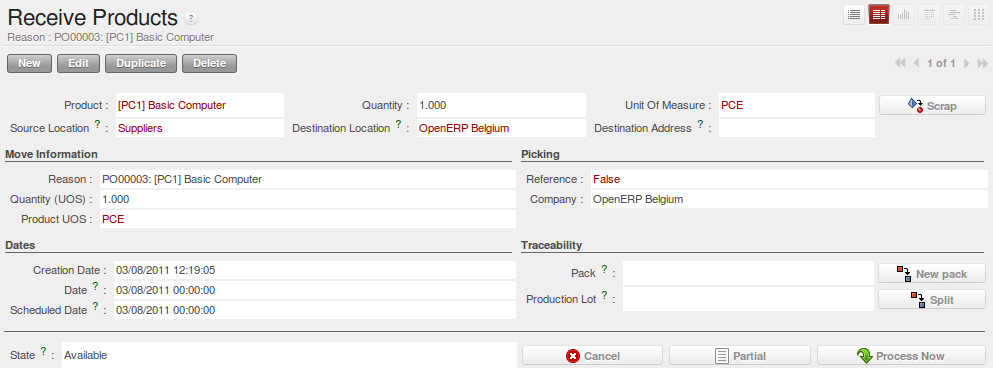 Receive Products ?
Reason : PO00003: [PC1] Basic Computer
New Edit Duplicate Delete 1 of 1
Product : [PC1] Basic Computer Quantity : 1.000 Unit Of Measure : PCE Scrap
Source Location ? : Suppliers Destination Location ? : OpenERP Belgium Destination Address ? :
Move Information Picking
Reason : PO00003: [PC1] Basic Computer Reference : False
Quantity (UOS) : 1.000 Company : OpenERP Belgium
Product UOS : PCE
Dates Traceability
Creation Date : 03/08/2011 12:19:05 Pack ? : New pack
Date ? : 03/08/2011 00:00:00 Production Lot ? : Split
Scheduled Date ? : 03/08/2011 00:00:00
State ? : Available Cancel Partial Process Now